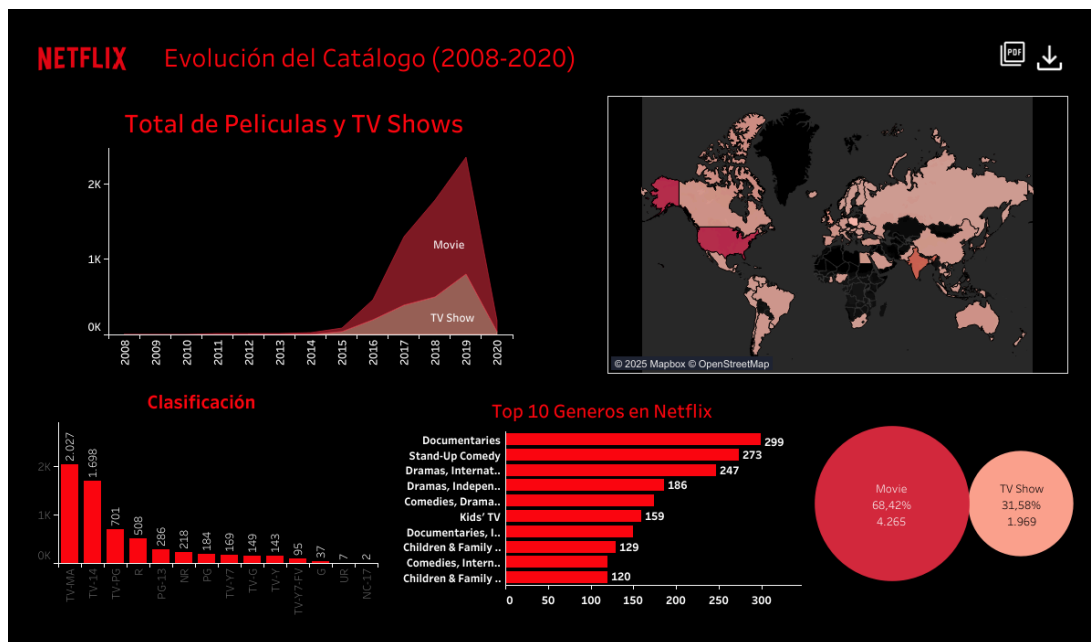 NETFLIX
Evolución del Catálogo (2008-2020)
PDF
Total de Peliculas y TV Shows
2K
1K
0K
Movie
TV Show
2008
2009
2010
2011
2012
2013
2014
2015
2016
2017
2018
2019
2020
© 2025 Mapbox © OpenStreetMap
Clasificación
2K
1K
0K
2.027
1.698
701
508
286
218
184
169
149
143
95
37
7
2
TV-MA
TV-14
TV-PG
R
PG-13
NR
PG
TV-Y7
TV-G
TV-Y
TV-Y7-FV
G
UR
NC-17
Top 10 Generos en Netflix
Documentaries 299
Stand-Up Comedy 273
Dramas, Internat.. 247
Dramas, Indepen.. 186
Comedies, Drama..
Kids' TV 159
Documentaries, I..
Children & Family .. 129
Comedies, Intern..
Children & Family .. 120
0 50 100 150 200 250 300
Movie
68,42%
4.265
TV Show
31,58%
1.969